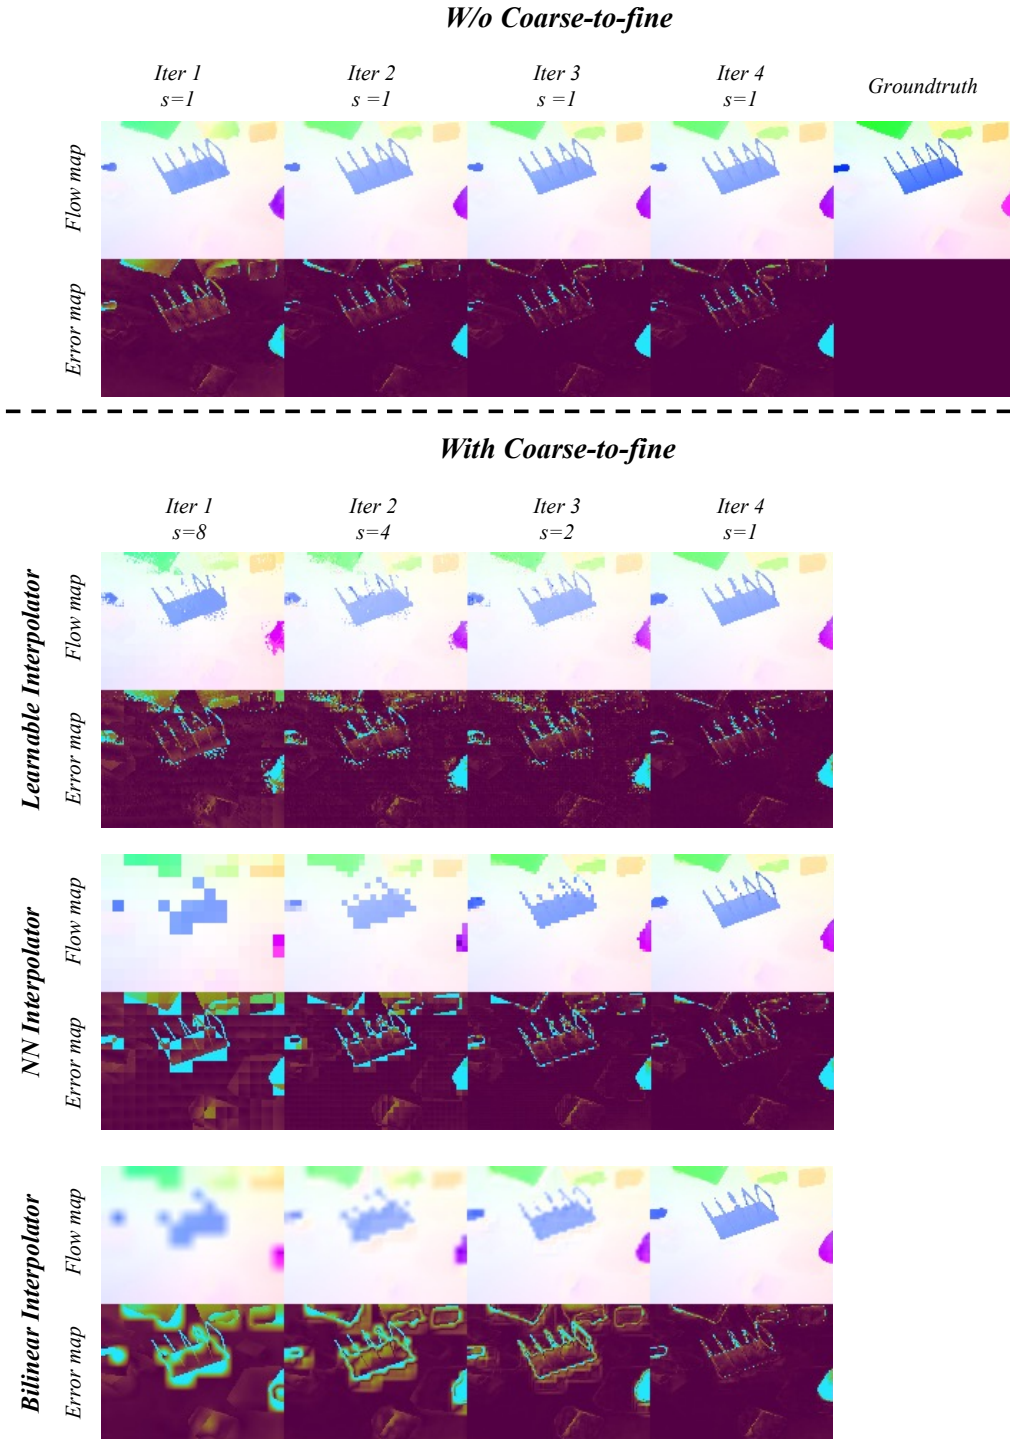 W/o Coarse-to-fine
Iter 1
s=1
Iter 2
s =1
Iter 3
s =1
Iter 4
s=1
Groundtruth
Flow map
Error map
With Coarse-to-fine
Iter 1
s=8
Iter 2
s=4
Iter 3
s=2
Iter 4
s=1
Learnable Interpolator
Flow map
Error map
NN Interpolator
Flow map
Error map
Bilinear Interpolator
Flow map
Error map